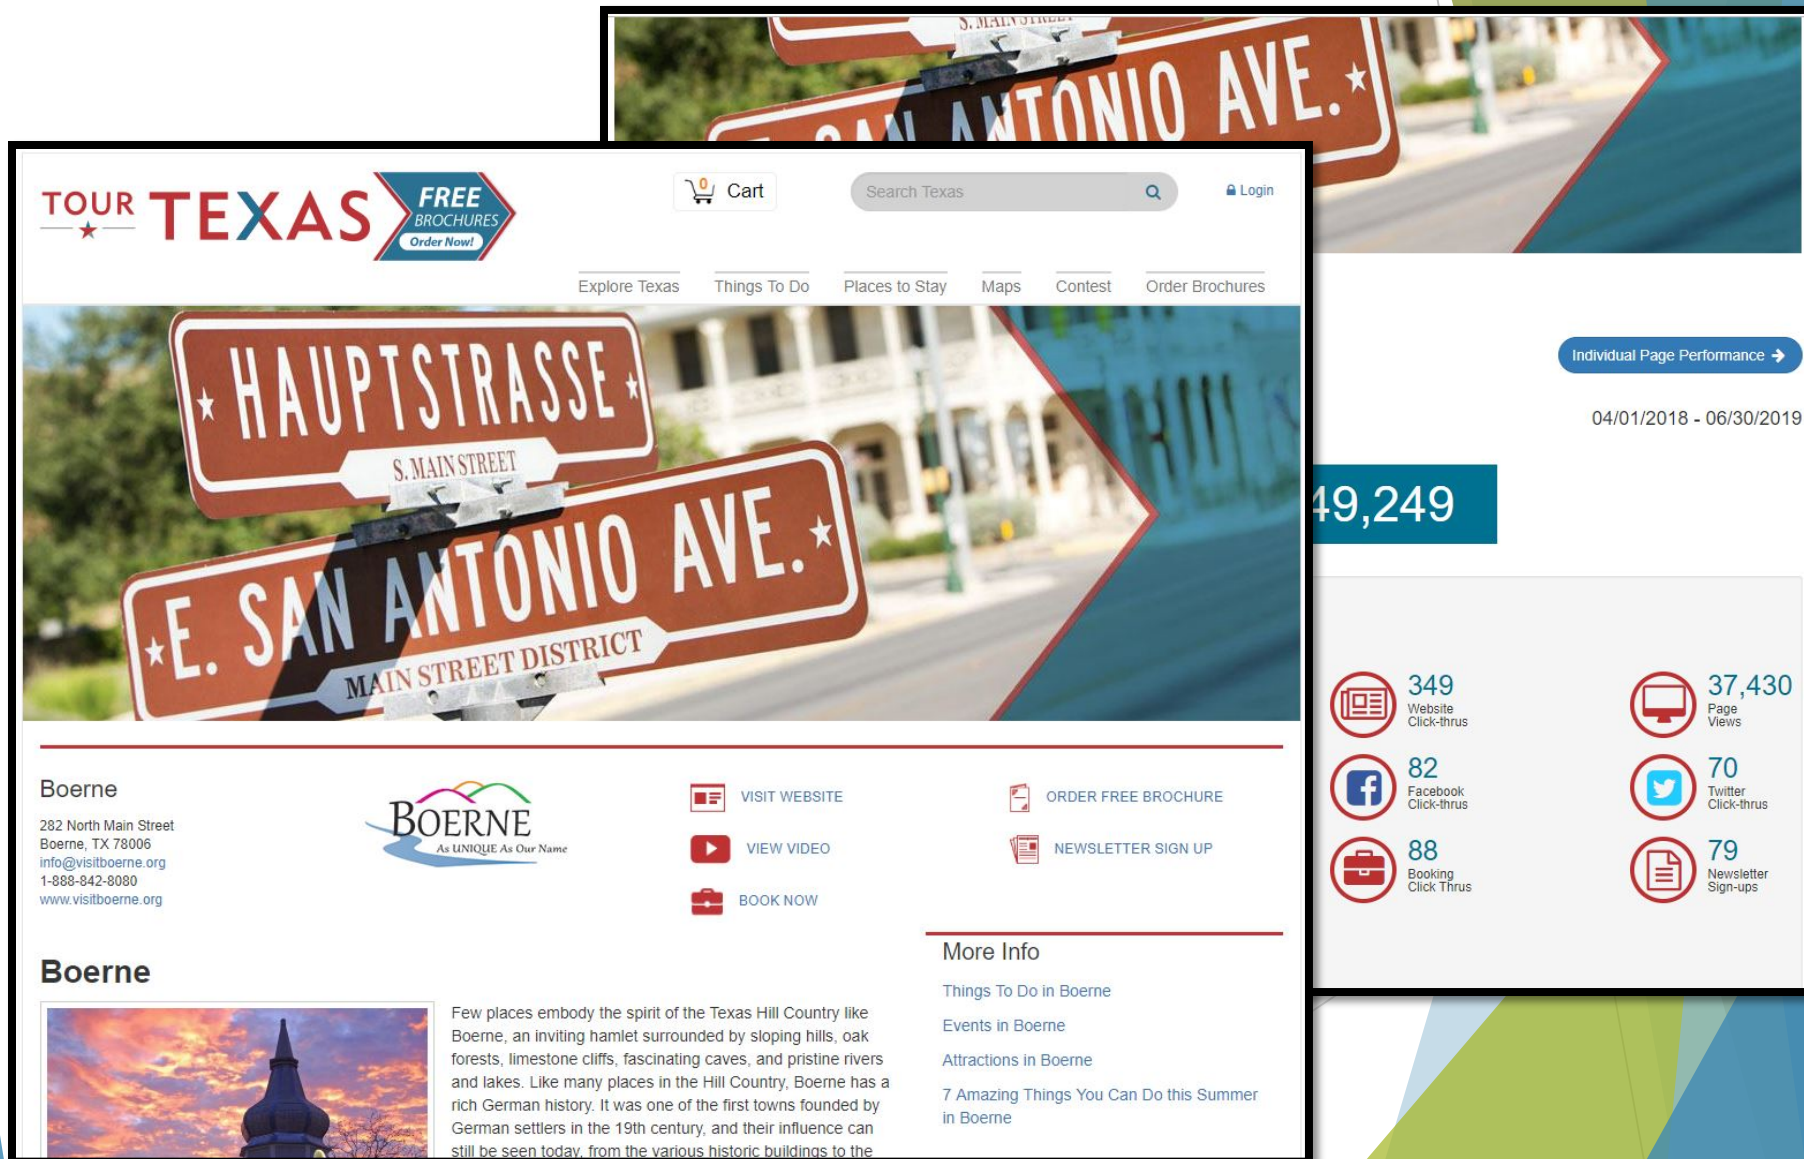 S. MAIN STREET
SAN ANTONIO AVE.
TOUR TEXAS
FREE
BROCHURES
Order Now!
0
Cart
Search Texas
Login
Explore Texas
Things To Do
Places to Stay
Maps
Contest
Order Brochures
HAUPTSTRASSE
S. MAIN STREET
E. SAN ANTONIO AVE.
MAIN STREET DISTRICT
Individual Page Performance
04/01/2018 - 06/30/2019
49,249
349
Website
Click-thrus
37,430
Page
Views
82
Facebook
Click-thrus
70
Twitter
Click-thrus
88
Booking
Click Thrus
79
Newsletter
Sign-ups
Boerne
282 North Main Street
Boerne, TX 78006
info@visitboerne.org
1-888-842-8080
www.visitboerne.org
BOERNE
As UNIQUE As Our Name
VISIT WEBSITE
VIEW VIDEO
BOOK NOW
ORDER FREE BROCHURE
NEWSLETTER SIGN UP
Boerne
Few places embody the spirit of the Texas Hill Country like
Boerne, an inviting hamlet surrounded by sloping hills, oak
forests, limestone cliffs, fascinating caves, and pristine rivers
and lakes. Like many places in the Hill Country, Boerne has a
rich German history. It was one of the first towns founded by
German settlers in the 19th century, and their influence can
still be seen today, from the various historic buildings to the
More Info
Things To Do in Boerne
Events in Boerne
Attractions in Boerne
7 Amazing Things You Can Do this Summer
in Boerne